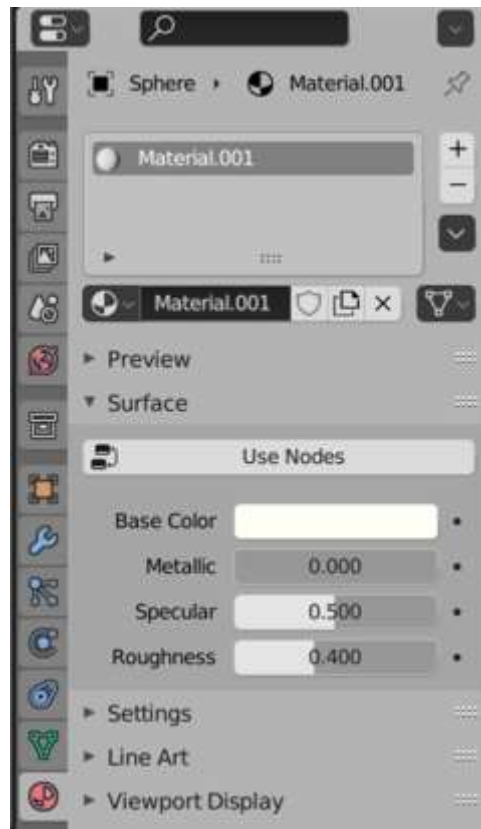 Sphere Material.001
Material.001
Material.001
Preview
Surface
Use Nodes
Base Color
Metallic 0.000
Specular 0.500
Roughness 0.400
Settings
Line Art
Viewport Display